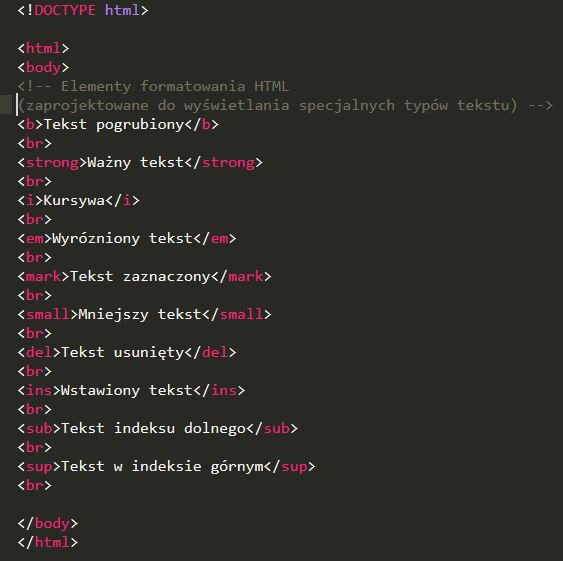 <!DOCTYPE html>
<html>
<body>
<!-- Elementy formatowania HTML
(zaprojektowane do wyświetlania specjalnych typów tekstu) -->
<b>Tekst pogrubiony</b>
<br>
<strong>Ważny tekst</strong>
<br>
<i>Kursywa</i>
<br>
<em>Wyrózniony tekst</em>
<br>
<mark>Tekst zaznaczony</mark>
<br>
<small>Mniejszy tekst</small>
<br>
<del>Tekst usunięty</del>
<br>
<ins>Wstawiony tekst</ins>
<br>
<sub>Tekst indeksu dolnego</sub>
<br>
<sup>Tekst w indeksie górnym</sup>
<br>
</body>
</html>